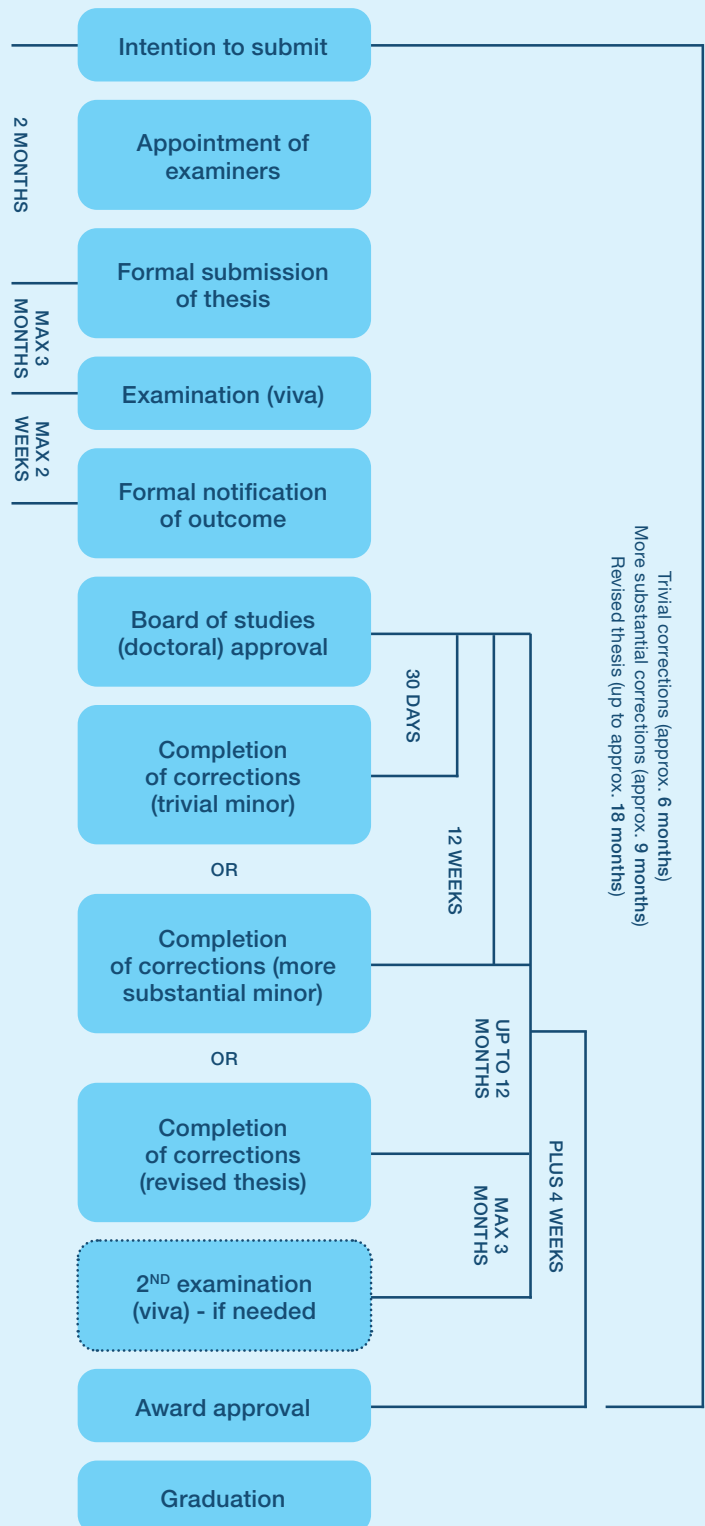 Intention to submit
Appointment of
examiners
Formal submission
of thesis
Examination (viva)
Formal notification
of outcome
Board of studies
(doctoral) approval
Completion
of corrections
(trivial minor)
OR
Completion
of corrections (more
substantial minor)
OR
Completion
of corrections
(revised thesis)
2ND examination
(viva) - if needed
Award approval
Graduation
2 MONTHS
MAX 3
MONTHS
MAX 2
WEEKS
30 DAYS
12 WEEKS
UP TO 12
MONTHS
MAX 3
MONTHS
PLUS 4 WEEKS
Trivial corrections (approx. 6 months)
More substantial corrections (approx. 9 months)
Revised thesis (up to approx. 18 months)